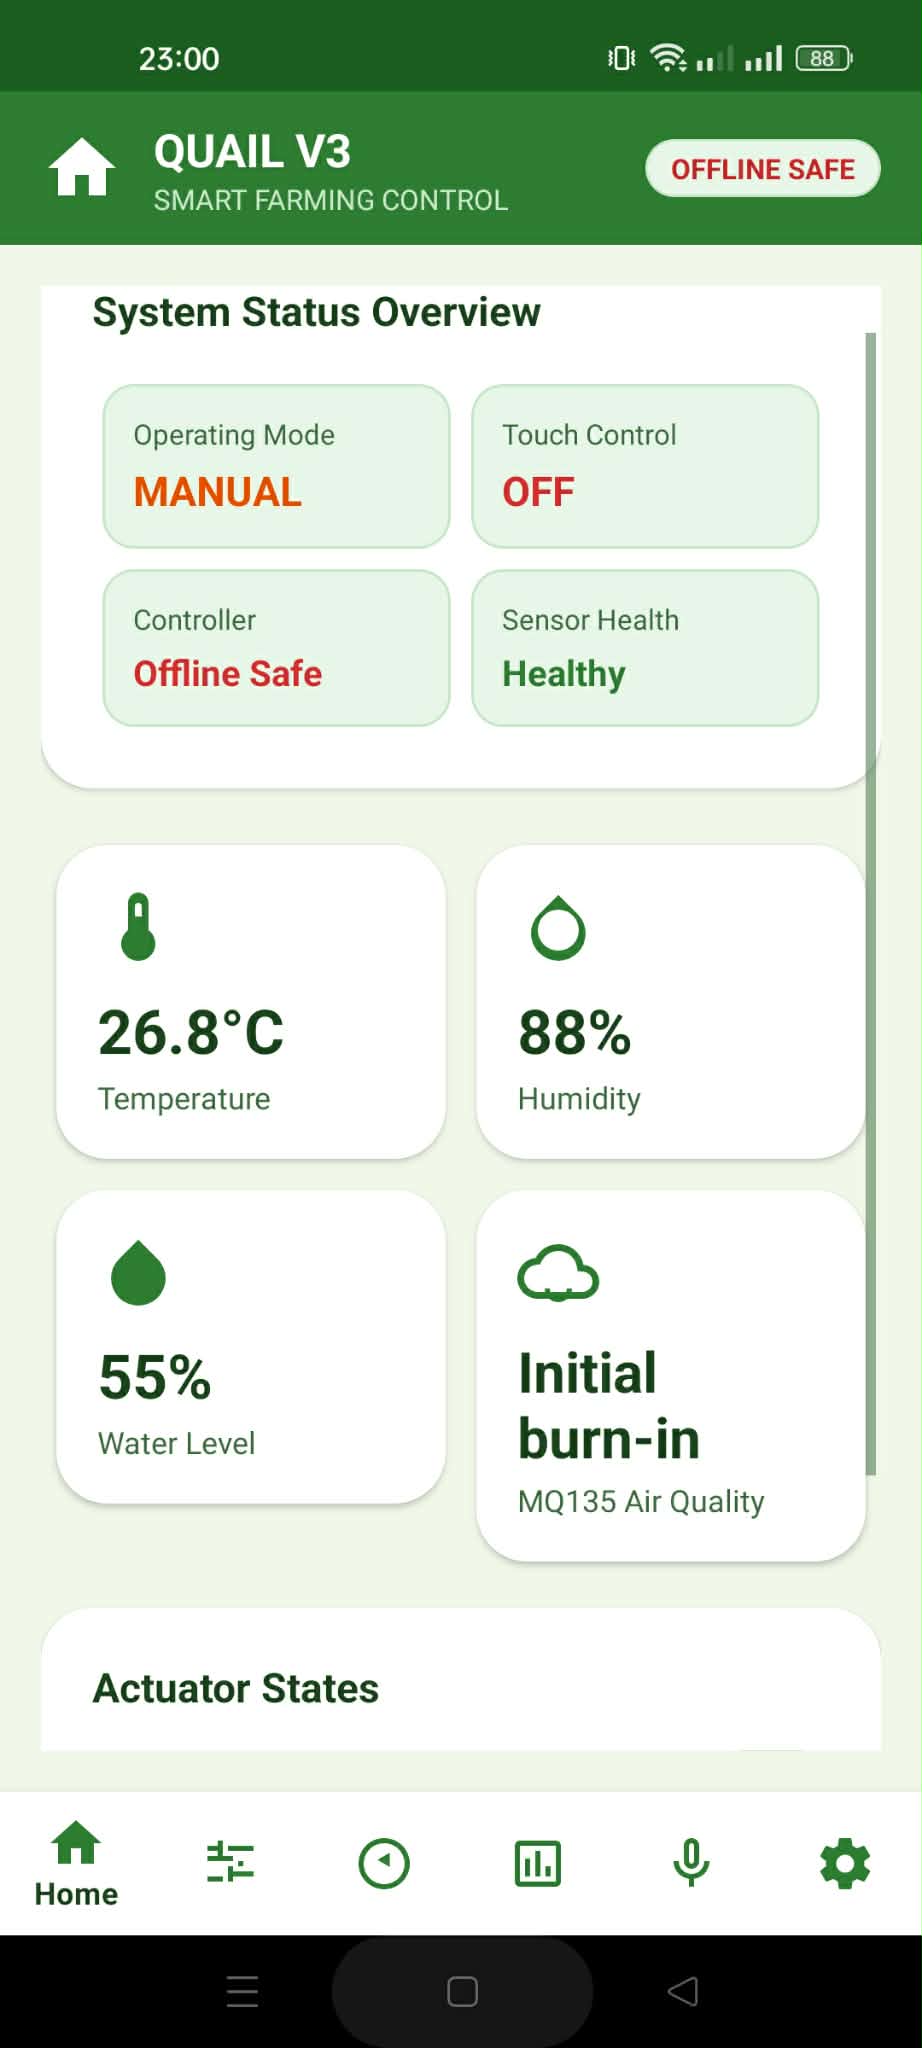 23:00
88
QUAIL V3
SMART FARMING CONTROL
OFFLINE SAFE
System Status Overview
Operating Mode
MANUAL
Touch Control
OFF
Controller
Offline Safe
Sensor Health
Healthy
26.8°C
Temperature
88%
Humidity
55%
Water Level
Initial
burn-in
MQ135 Air Quality
Actuator States
Home